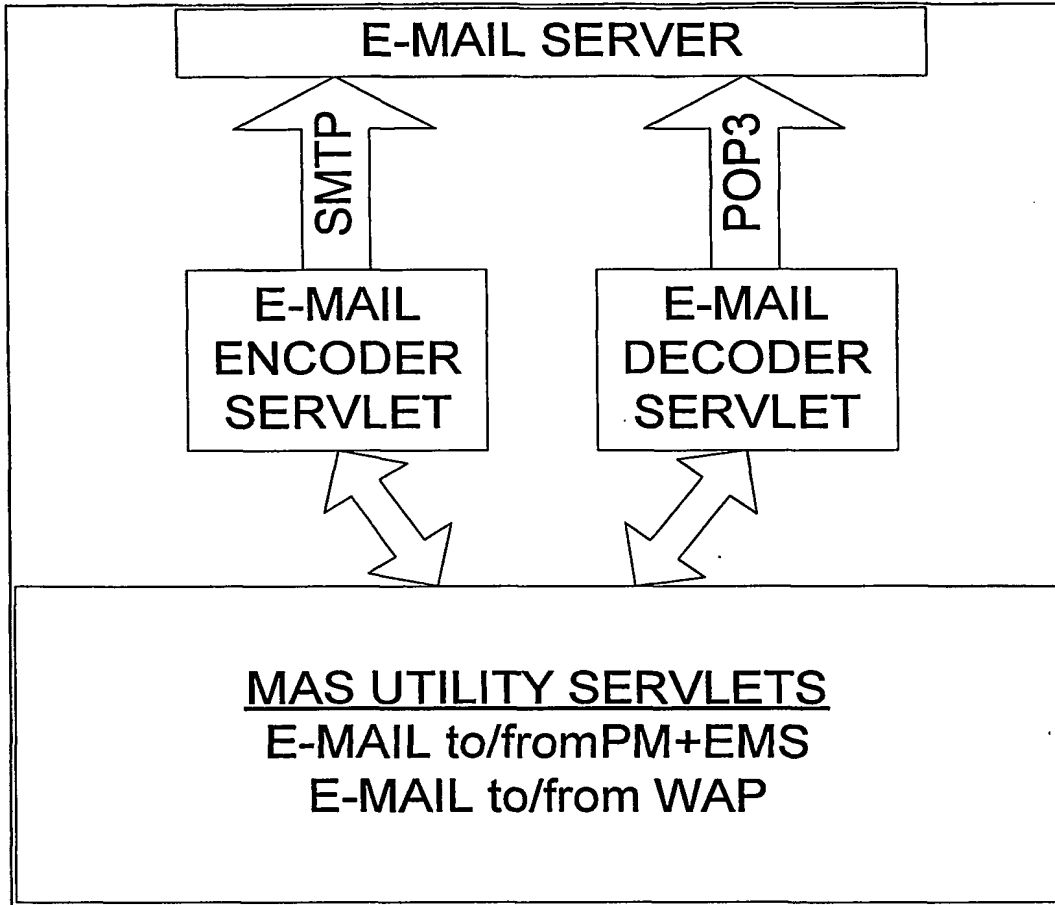 E-MAIL SERVER
SMTP
POP3
E-MAIL
ENCODER
SERVLET
E-MAIL
DECODER
SERVLET
MAS UTILITY SERVLETS
E-MAIL to/fromPM+EMS
E-MAIL to/from WAP